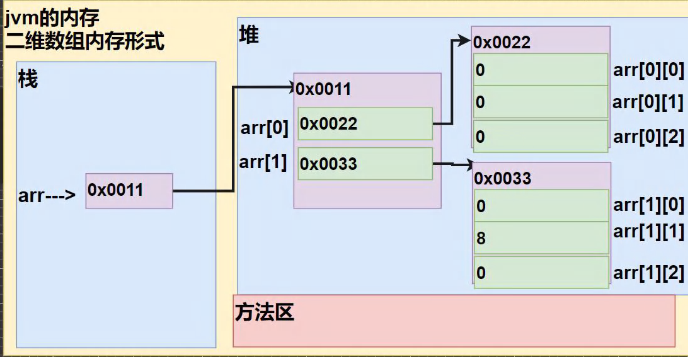 jvm的内存
二维数组内存形式
栈
arr---> 0x0011
堆
0x0011
arr[0] 0x0022
arr[1] 0x0033
0x0022
0 arr[0][0]
0 arr[0][1]
0 arr[0][2]
0x0033
0 arr[1][0]
8 arr[1][1]
0 arr[1][2]
方法区